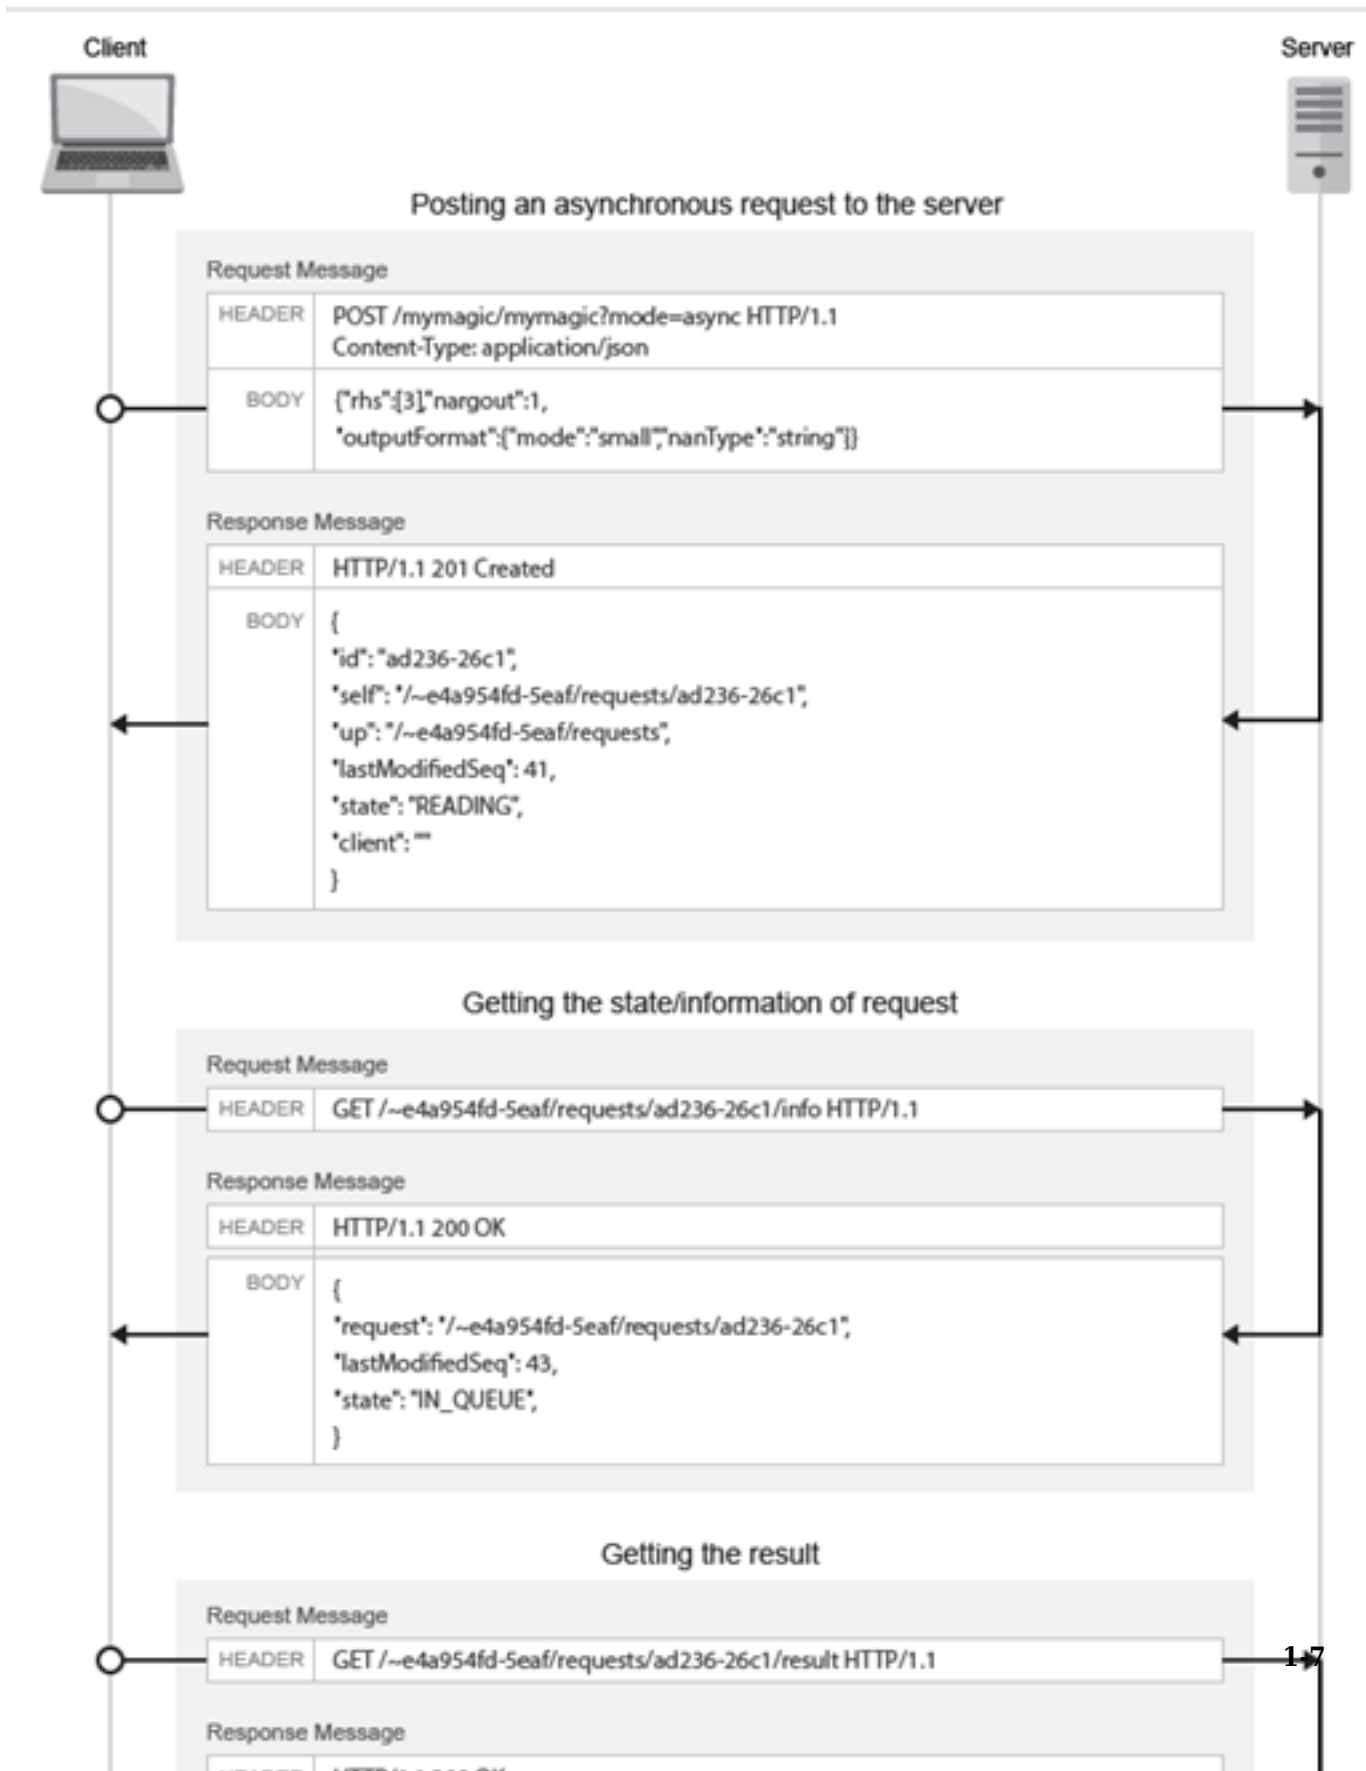 Client
Server
Posting an asynchronous request to the server
Request Message
HEADER
POST /mymagic/mymagic?mode=async HTTP/1.1
Content-Type: application/json
BODY
{"rhs":[3],"nargout":1,
"outputFormat":{"mode":"small","nanType":"string"}}
Response Message
HEADER
HTTP/1.1 201 Created
BODY
{
"id": "ad236-26c1",
"self": "/~e4a954fd-5eaf/requests/ad236-26c1",
"up": "/~e4a954fd-5eaf/requests",
"lastModifiedSeq": 41,
"state": "READING",
"client": ""
}
Getting the state/information of request
Request Message
HEADER
GET /~e4a954fd-5eaf/requests/ad236-26c1/info HTTP/1.1
Response Message
HEADER
HTTP/1.1 200 OK
BODY
{
"request": "/~e4a954fd-5eaf/requests/ad236-26c1",
"lastModifiedSeq": 43,
"state": "IN_QUEUE",
}
Getting the result
Request Message
HEADER
GET /~e4a954fd-5eaf/requests/ad236-26c1/result HTTP/1.1
1-7
Response Message